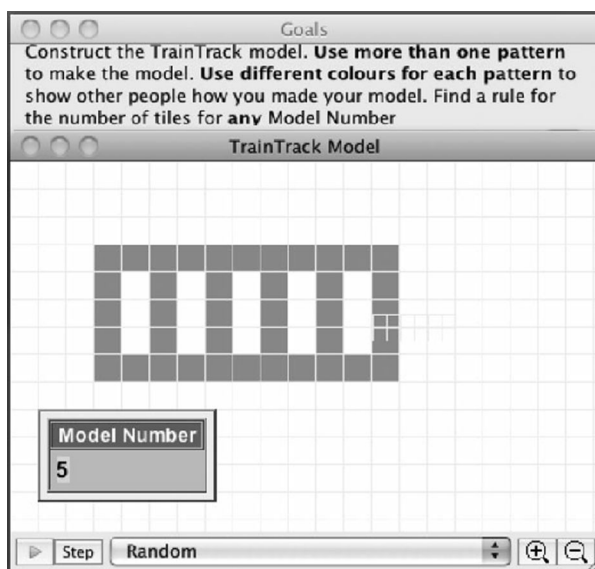 Goals
Construct the TrainTrack model. Use more than one pattern
to make the model. Use different colours for each pattern to
show other people how you made your model. Find a rule for
the number of tiles for any Model Number
TrainTrack Model
Model Number
5
Step
Random